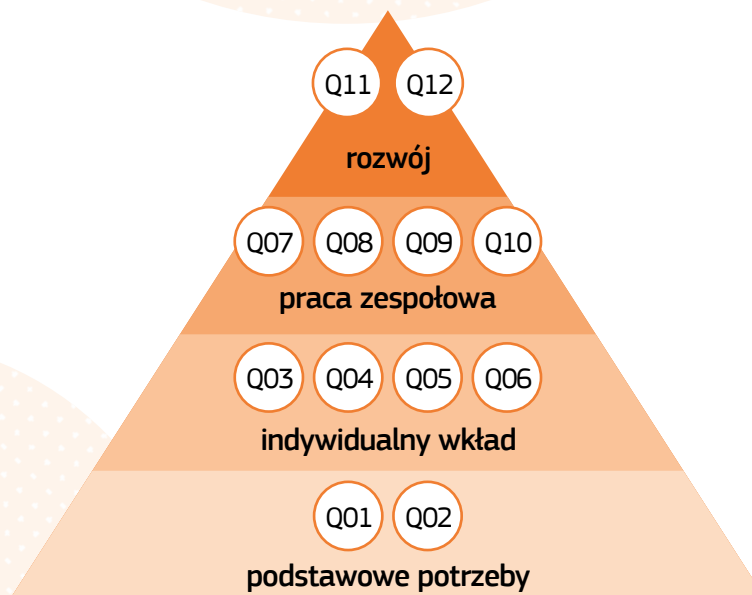 Q11 Q12
rozwój
Q07 Q08 Q09 Q10
praca zespołowa
Q03 Q04 Q05 Q06
indywidualny wkład
Q01 Q02
podstawowe potrzeby